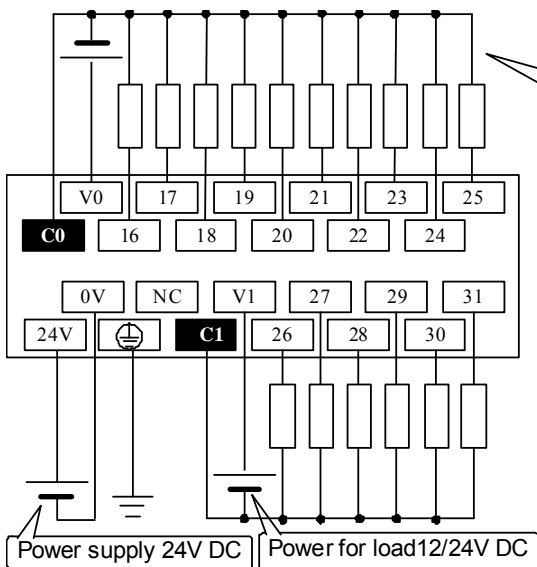 V0 17 19 21 23 25
C0 16 18 20 22 24
0V NC V1 27 29 31
24V C1 26 28 30
Power supply 24V DC Power for load12/24V DC